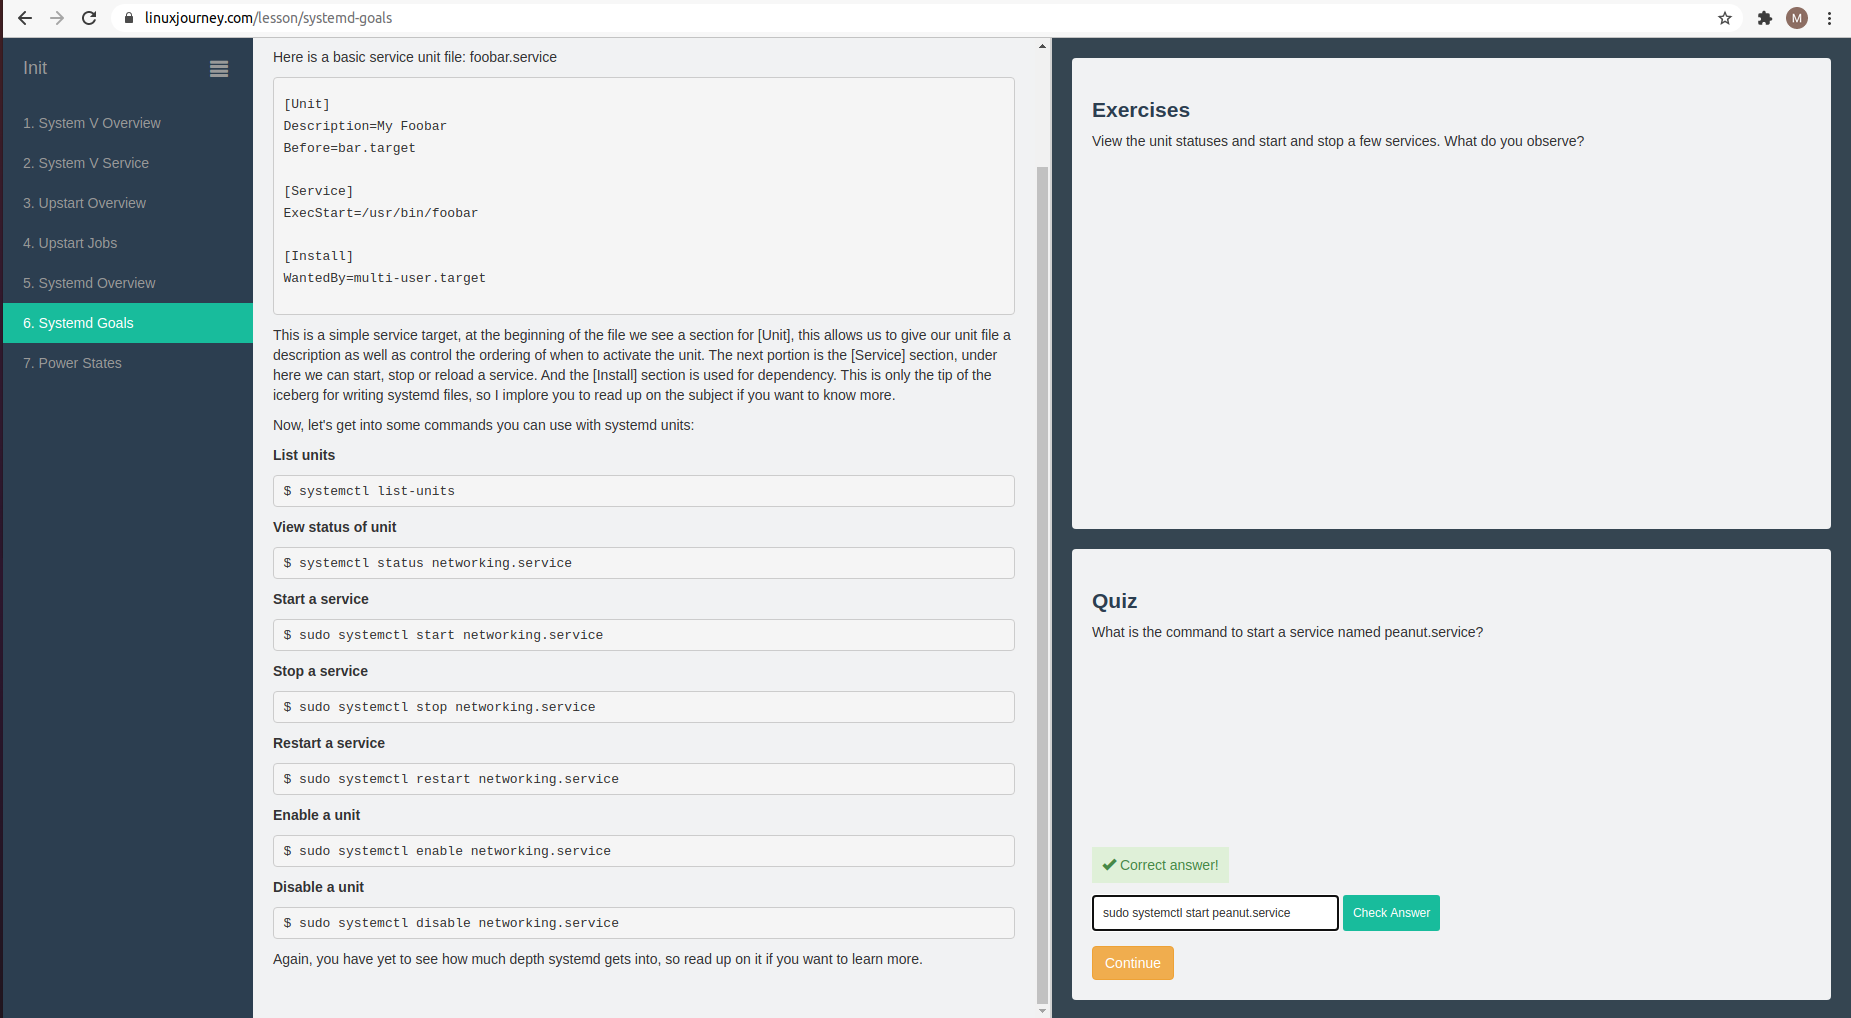 linuxjourney.com/lesson/systemd-goals
M
Init
1. System V Overview
2. System V Service
3. Upstart Overview
4. Upstart Jobs
5. Systemd Overview
6. Systemd Goals
7. Power States
Here is a basic service unit file: foobar.service
[Unit]
Description=My Foobar
Before=bar.target
[Service]
ExecStart=/usr/bin/foobar
[Install]
WantedBy=multi-user.target
This is a simple service target, at the beginning of the file we see a section for [Unit], this allows us to give our unit file a
description as well as control the ordering of when to activate the unit. The next portion is the [Service] section, under
here we can start, stop or reload a service. And the [Install] section is used for dependency. This is only the tip of the
iceberg for writing systemd files, so I implore you to read up on the subject if you want to know more.
Now, let's get into some commands you can use with systemd units:
List units
$ systemctl list-units
View status of unit
$ systemctl status networking.service
Start a service
$ sudo systemctl start networking.service
Stop a service
$ sudo systemctl stop networking.service
Restart a service
$ sudo systemctl restart networking.service
Enable a unit
$ sudo systemctl enable networking.service
Disable a unit
$ sudo systemctl disable networking.service
Again, you have yet to see how much depth systemd gets into, so read up on it if you want to learn more.
Exercises
View the unit statuses and start and stop a few services. What do you observe?
Quiz
What is the command to start a service named peanut.service?
Correct answer!
sudo systemctl start peanut.service
Check Answer
Continue